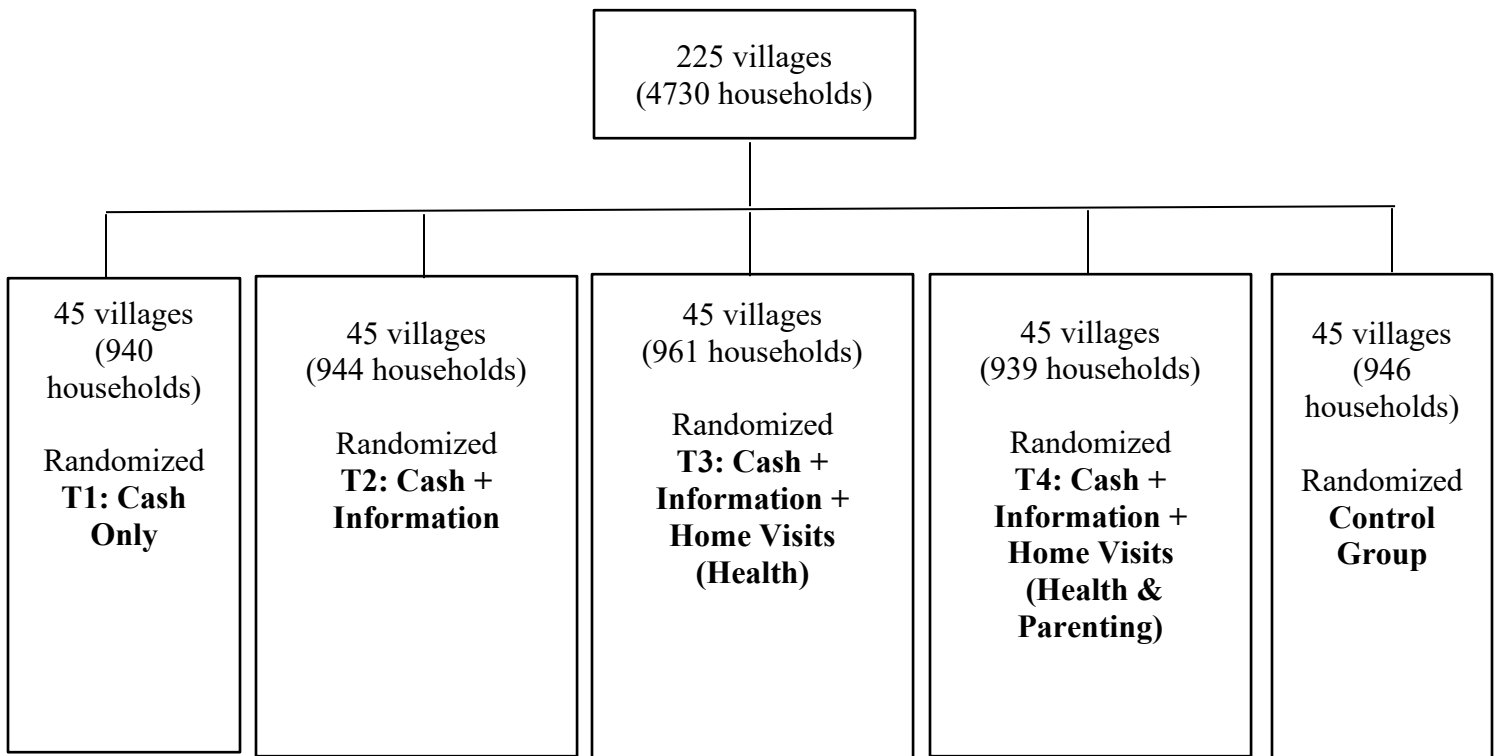 225 villages
(4730 households)
45 villages
(940
households)
Randomized
T1: Cash
Only
45 villages
(944 households)
Randomized
T2: Cash +
Information
45 villages
(961 households)
Randomized
T3: Cash +
Information +
Home Visits
(Health)
45 villages
(939 households)
Randomized
T4: Cash +
Information +
Home Visits
(Health &
Parenting)
45 villages
(946
households)
Randomized
Control
Group